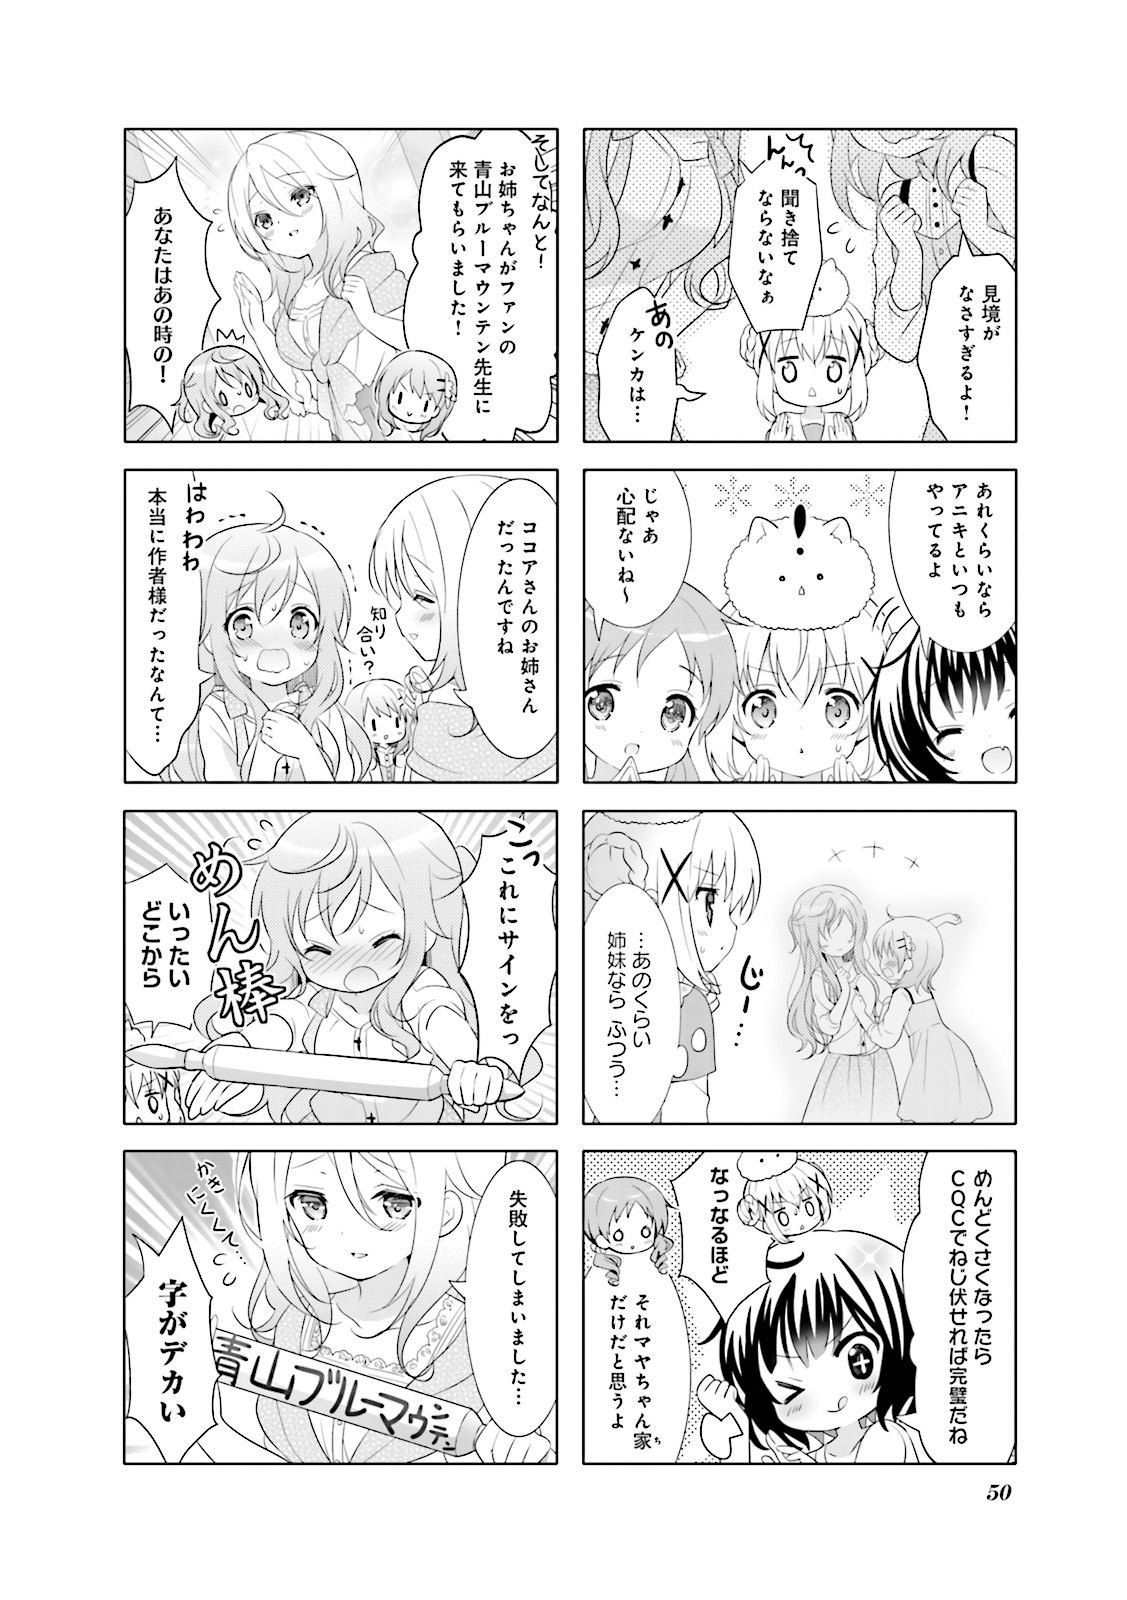 見境が
なさすぎるよ!
んんっ
聞き捨て
ならないなぁ
あの
ケンカは…
あれくらいなら
アニキといつも
やってるよ
じゃあ
心配ないね~
じー…
…あのくらい
姉妹なら ふつう…
めんどくさくなったら
CQCでねじ伏せれば完璧だね
なっなるほど
それマヤちゃん家
ち
だけだと思うよ
そしてなんと!
お姉ちゃんがファンの
青山ブルーマウンテン先生に
来てもらいました!
あなたはあの時の!
ココアさんのお姉さん
だったんですね
知り
合い?
はわわわ
本当に作者様だったなんて…
こっ
これにサインをっ
めん棒
いったい
どこから
失敗してしまいました…
かき
にくくん…
青山ブルーマウンテン
字がデカい
50